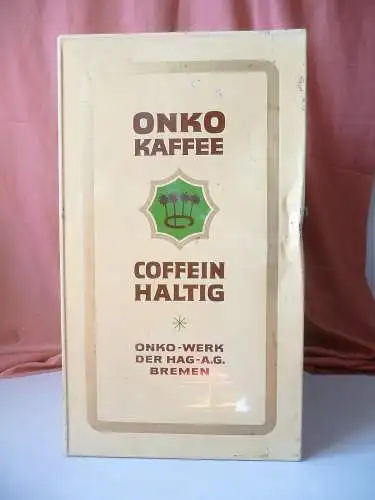 ONKO
KAFFEE
COFFEIN
HALTIG
ONKO-WERK
DER HAG-A.G.
BREMEN